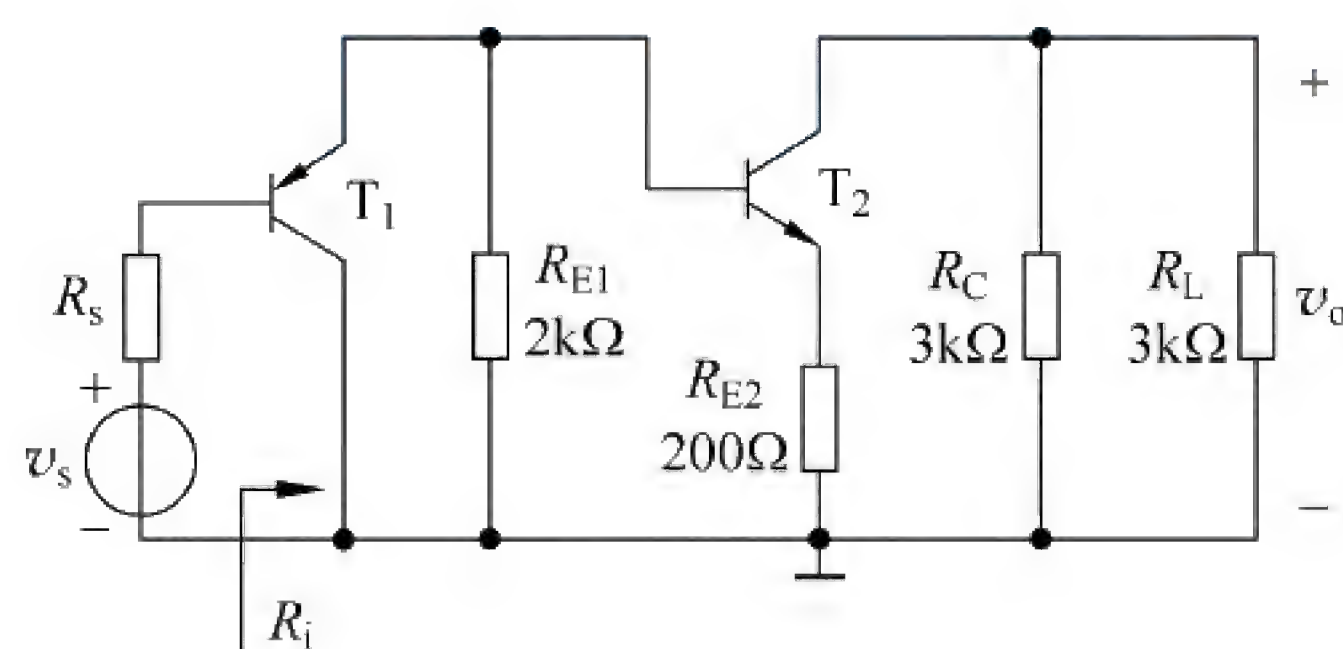 +
T₁
T₂
R_E1
2kΩ
R_C
3kΩ
R_L
3kΩ
v_o
R_s
+
v_s
−
R_E2
200Ω
−
R_i